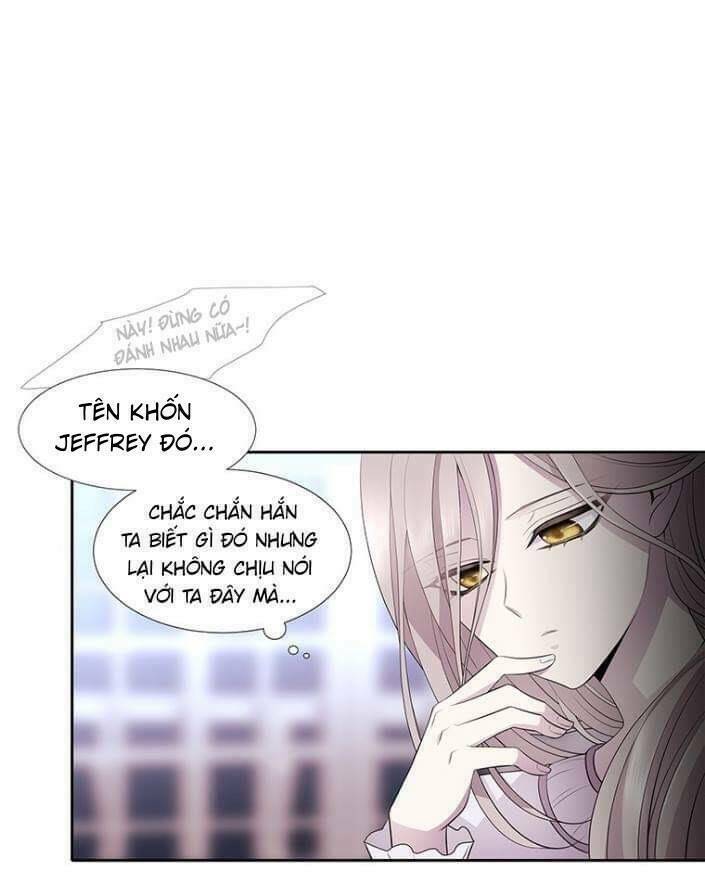 NÀY! ĐỪNG CÓ
ĐÁNH NHAU NỮA~!
TÊN KHỐN
JEFFREY ĐÓ...
CHẮC CHẮN HẮN
TA BIẾT GÌ ĐÓ NHƯNG
LẠI KHÔNG CHỊU NÓI
VỚI TA ĐÂY MÀ...